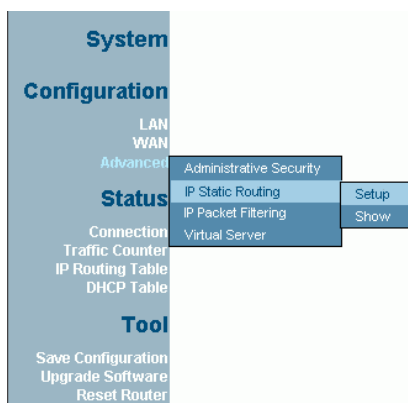 System
Configuration
LAN
WAN
Advanced
Administrative Security
IP Static Routing
Setup
IP Packet Filtering
Show
Virtual Server
Status
Connection
Traffic Counter
IP Routing Table
DHCP Table
Tool
Save Configuration
Upgrade Software
Reset Router